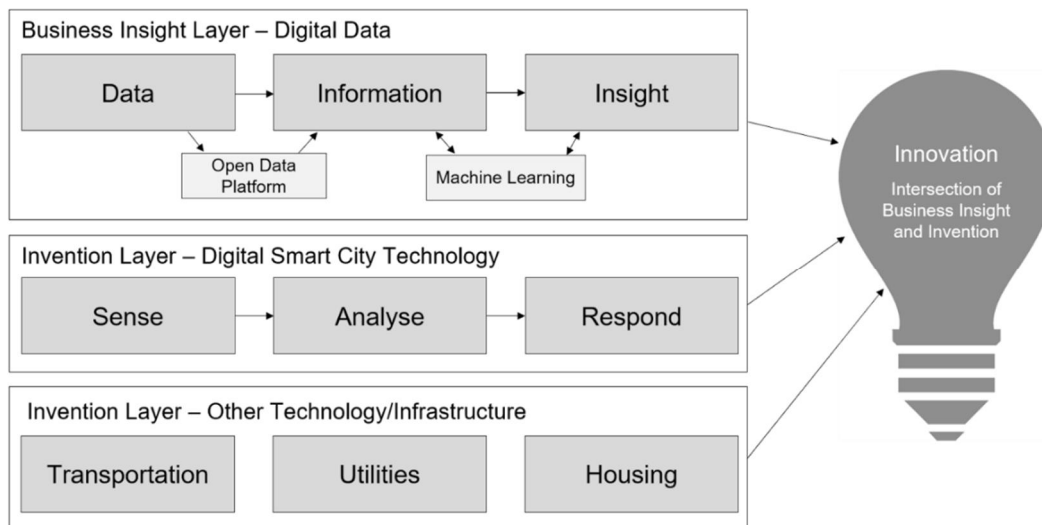 Business Insight Layer – Digital Data
Data
Information
Insight
Open Data
Platform
Machine Learning
Invention Layer – Digital Smart City Technology
Sense
Analyse
Respond
Invention Layer – Other Technology/Infrastructure
Transportation
Utilities
Housing
Innovation
Intersection of
Business Insight
and Invention